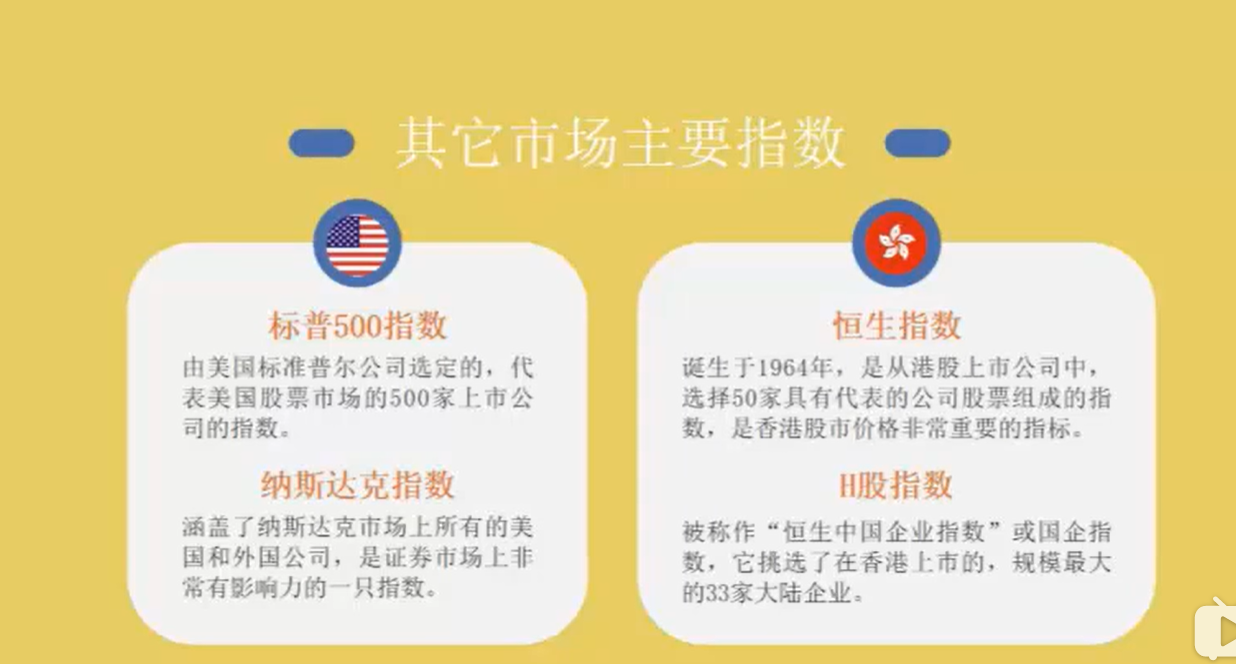 其它市场主要指数
标普500指数
由美国标准普尔公司选定的，代
表美国股票市场的500家上市公
司的指数。
纳斯达克指数
涵盖了纳斯达克市场上所有的美
国和外国公司，是证券市场上非
常有影响力的一只指数。
恒生指数
诞生于1964年，是从港股上市公司中，
选择50家具有代表的公司股票组成的指
数，是香港股市价格非常重要的指标。
H股指数
被称作“恒生中国企业指数”或国企指
数，它挑选了在香港上市的，规模最大
的33家大陆企业。